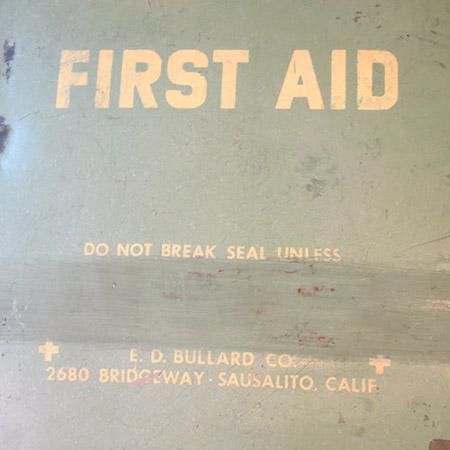 FIRST AID
DO NOT BREAK SEAL UNLESS
E. D. BULLARD CO.
2680 BRIDGEWAY · SAUSALITO, CALIF.